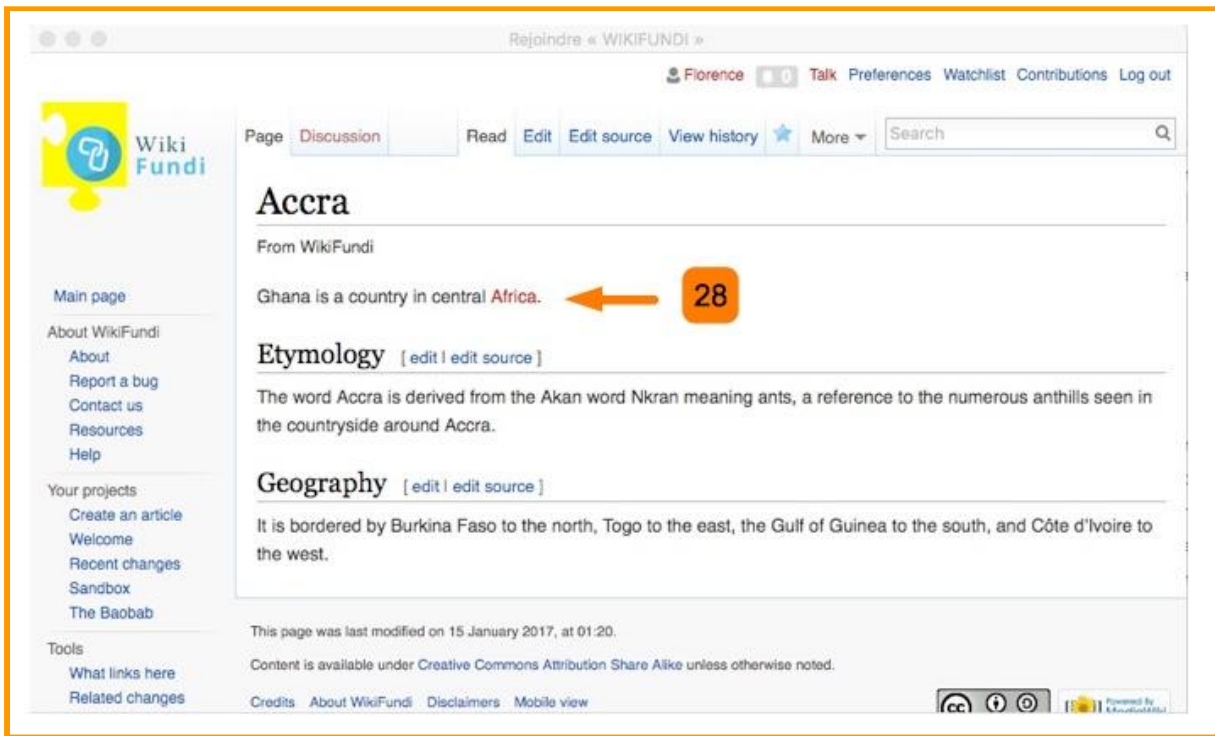 Rejoindre « WIKIFUNDI »
Florence 0 Talk Preferences Watchlist Contributions Log out
Wiki
Fundi
Page Discussion Read Edit Edit source View history More Search
Accra
From WikiFundi
Ghana is a country in central Africa. 28
Etymology [ edit | edit source ]
The word Accra is derived from the Akan word Nkran meaning ants, a reference to the numerous anthills seen in
the countryside around Accra.
Geography [ edit | edit source ]
It is bordered by Burkina Faso to the north, Togo to the east, the Gulf of Guinea to the south, and Côte d'Ivoire to
the west.
Main page
About WikiFundi
About
Report a bug
Contact us
Resources
Help
Your projects
Create an article
Welcome
Recent changes
Sandbox
The Baobab
Tools
What links here
Related changes
This page was last modified on 15 January 2017, at 01:20.
Content is available under Creative Commons Attribution Share Alike unless otherwise noted.
Credits About WikiFundi Disclaimers Mobile view
cc
Powered By
MediaWiki